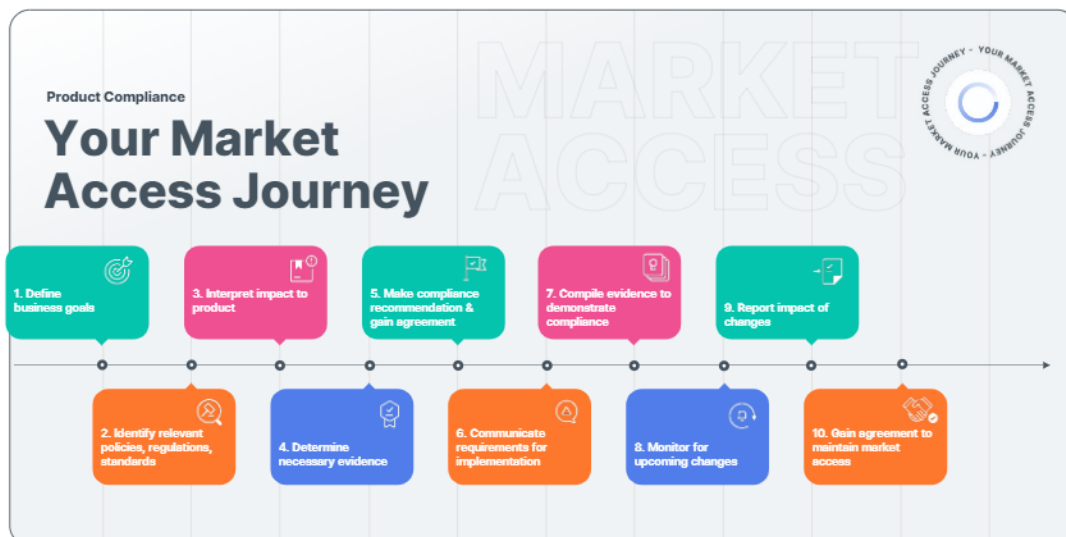 MARKET
ACCESS
YOUR MARKET ACCESS JOURNEY - YOUR MARKET ACCESS JOURNEY -
Product Compliance
Your Market
Access Journey
1. Define
business goals
3. Interpret impact to
product
5. Make compliance
recommendation &
gain agreement
7. Compile evidence to
demonstrate
compliance
9. Report impact of
changes
2. Identify relevant
policies, regulations,
standards
4. Determine
necessary evidence
6. Communicate
requirements for
implementation
8. Monitor for
upcoming changes
10. Gain agreement to
maintain market
access